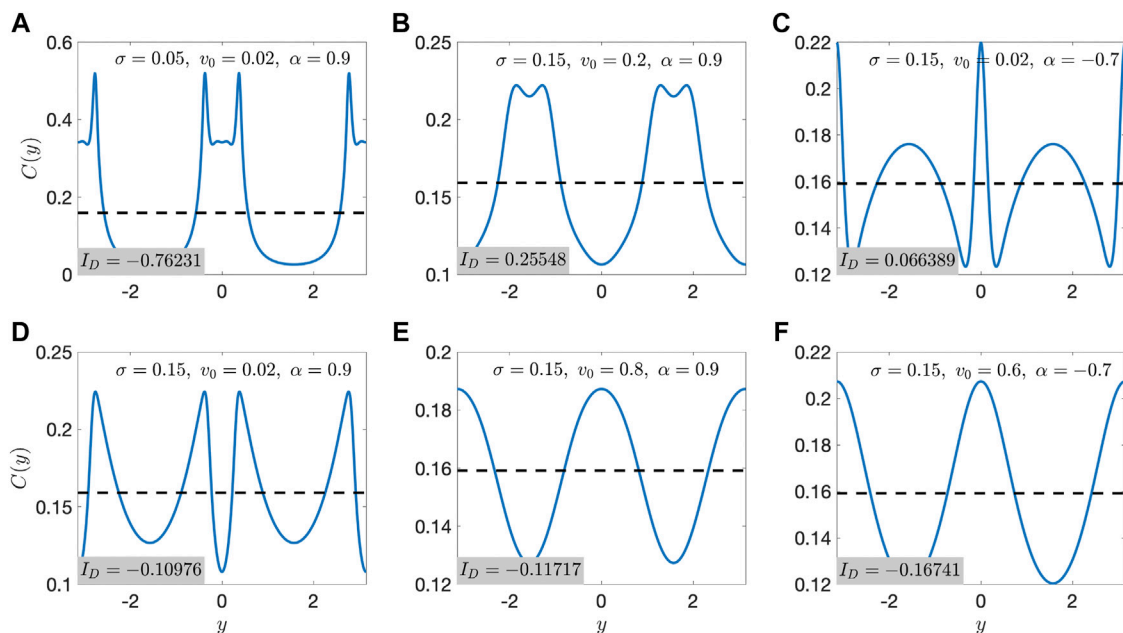 A
σ = 0.05, v₀ = 0.02, α = 0.9
0.6
0.4
0.2
0
C(y)
I_D = −0.76231
-2
0
2
B
σ = 0.15, v₀ = 0.2, α = 0.9
0.25
0.2
0.15
0.1
I_D = 0.25548
-2
0
2
C
σ = 0.15, v₀ = 0.02, α = −0.7
0.22
0.2
0.18
0.16
0.14
0.12
I_D = 0.066389
-2
0
2
D
σ = 0.15, v₀ = 0.02, α = 0.9
0.25
0.2
0.15
0.1
C(y)
I_D = −0.10976
-2
0
2
y
E
σ = 0.15, v₀ = 0.8, α = 0.9
0.2
0.18
0.16
0.14
0.12
I_D = −0.11717
-2
0
2
y
F
σ = 0.15, v₀ = 0.6, α = −0.7
0.22
0.2
0.18
0.16
0.14
0.12
I_D = −0.16741
-2
0
2
y